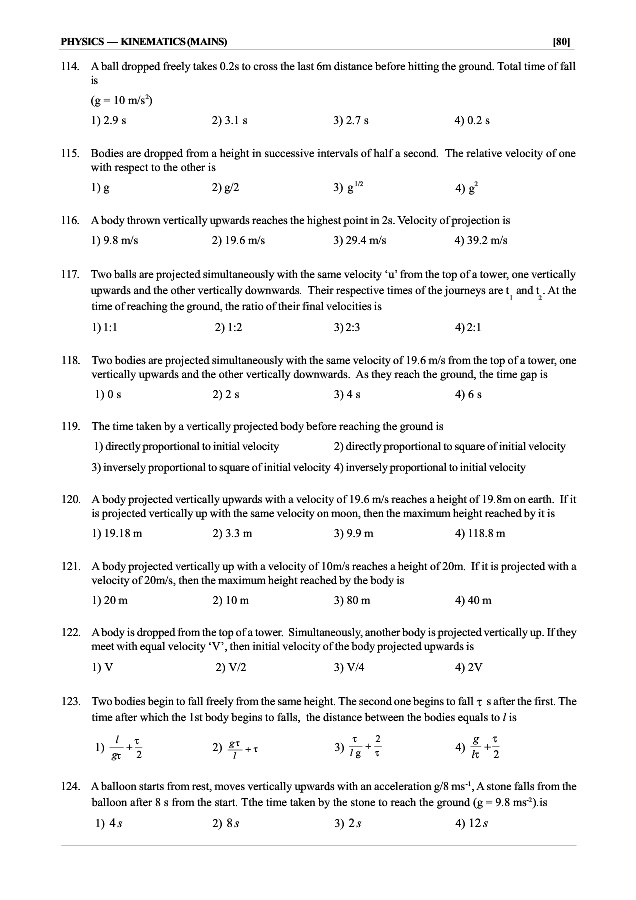 PHYSICS — KINEMATICS (MAINS) [80]
114. A ball dropped freely takes 0.2s to cross the last 6m distance before hitting the ground. Total time of fall
is
(g = 10 m/s²)
1) 2.9 s 2) 3.1 s 3) 2.7 s 4) 0.2 s
115. Bodies are dropped from a height in successive intervals of half a second. The relative velocity of one
with respect to the other is
1) g 2) g/2 3) g^1/2 4) g²
116. A body thrown vertically upwards reaches the highest point in 2s. Velocity of projection is
1) 9.8 m/s 2) 19.6 m/s 3) 29.4 m/s 4) 39.2 m/s
117. Two balls are projected simultaneously with the same velocity ‘u’ from the top of a tower, one vertically
upwards and the other vertically downwards. Their respective times of the journeys are t₁ and t₂. At the
time of reaching the ground, the ratio of their final velocities is
1) 1:1 2) 1:2 3) 2:3 4) 2:1
118. Two bodies are projected simultaneously with the same velocity of 19.6 m/s from the top of a tower, one
vertically upwards and the other vertically downwards. As they reach the ground, the time gap is
1) 0 s 2) 2 s 3) 4 s 4) 6 s
119. The time taken by a vertically projected body before reaching the ground is
1) directly proportional to initial velocity 2) directly proportional to square of initial velocity
3) inversely proportional to square of initial velocity 4) inversely proportional to initial velocity
120. A body projected vertically upwards with a velocity of 19.6 m/s reaches a height of 19.8m on earth. If it
is projected vertically up with the same velocity on moon, then the maximum height reached by it is
1) 19.18 m 2) 3.3 m 3) 9.9 m 4) 118.8 m
121. A body projected vertically up with a velocity of 10m/s reaches a height of 20m. If it is projected with a
velocity of 20m/s, then the maximum height reached by the body is
1) 20 m 2) 10 m 3) 80 m 4) 40 m
122. A body is dropped from the top of a tower. Simultaneously, another body is projected vertically up. If they
meet with equal velocity ‘V’, then initial velocity of the body projected upwards is
1) V 2) V/2 3) V/4 4) 2V
123. Two bodies begin to fall freely from the same height. The second one begins to fall τ s after the first. The
time after which the 1st body begins to falls, the distance between the bodies equals to l is
1) l/gτ + τ/2 2) gτ/l + τ 3) τ/lg + 2/τ 4) g/lτ + τ/2
124. A balloon starts from rest, moves vertically upwards with an acceleration g/8 ms⁻¹, A stone falls from the
balloon after 8 s from the start. Tthe time taken by the stone to reach the ground (g = 9.8 ms⁻²).is
1) 4 s 2) 8 s 3) 2 s 4) 12 s